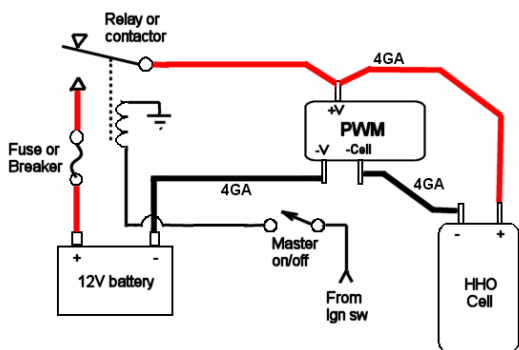 Relay or
contactor
4GA
+V
PWM
-V -Cell
Fuse or
Breaker
4GA
4GA
+ -
12V battery
Master
on/off
- +
HHO
Cell
From
Ign sw